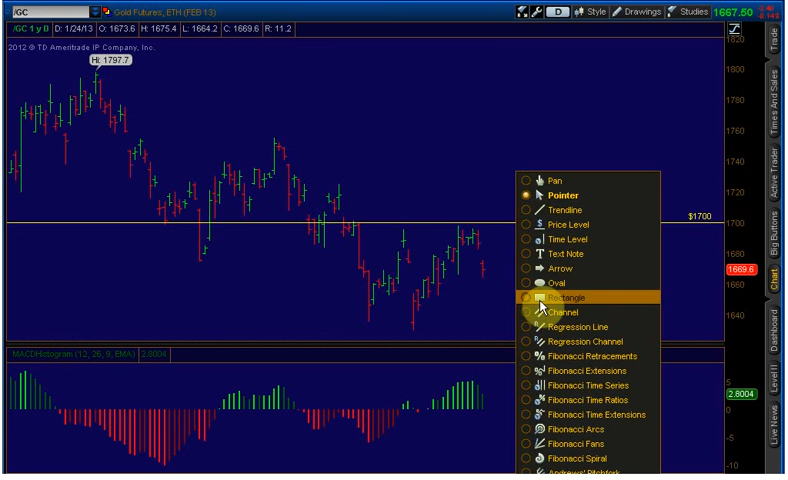 /GC Gold Futures, ETH (FEB 13) D Style Drawings Studies 1667.50
/GC 1 y D D: 1/24/13 O: 1673.6 H: 1675.4 L: 1664.2 C: 1669.6 R: 11.2
2012 © TD Ameritrade IP Company, Inc.
Hi: 1797.7
1820
1800
1780
1760
1740
1720
$1700
1700
1680
1669.6
1660
1640
Pan
Pointer
Trendline
Price Level
Time Level
Text Note
Arrow
Oval
Rectangle
Channel
Regression Line
Regression Channel
Fibonacci Retracements
Fibonacci Extensions
Fibonacci Time Series
Fibonacci Time Ratios
Fibonacci Time Extensions
Fibonacci Arcs
Fibonacci Fans
Fibonacci Spiral
Andrews' Pitchfork
MACDHistogram (12, 26, 9, EMA) 2.8004
5
2.8004
0
-5
-10
Trade
Times And Sales
Active Trader
Big Buttons
Chart
Dashboard
Level II
Live News